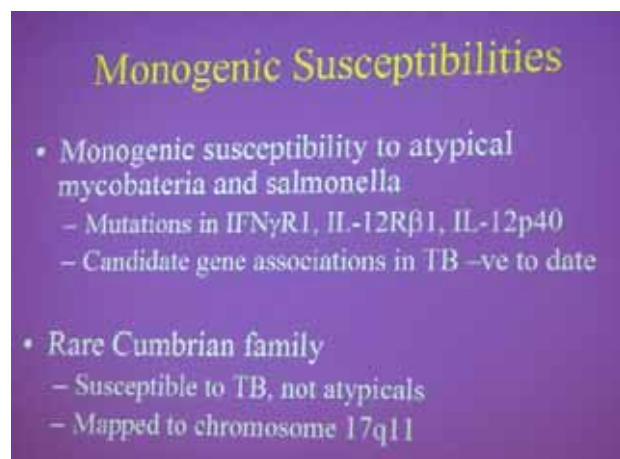 Monogenic Susceptibilities
• Monogenic susceptibility to atypical
mycobateria and salmonella
– Mutations in IFNγR1, IL-12Rβ1, IL-12p40
– Candidate gene associations in TB –ve to date
• Rare Cumbrian family
– Susceptible to TB, not atypicals
– Mapped to chromosome 17q11